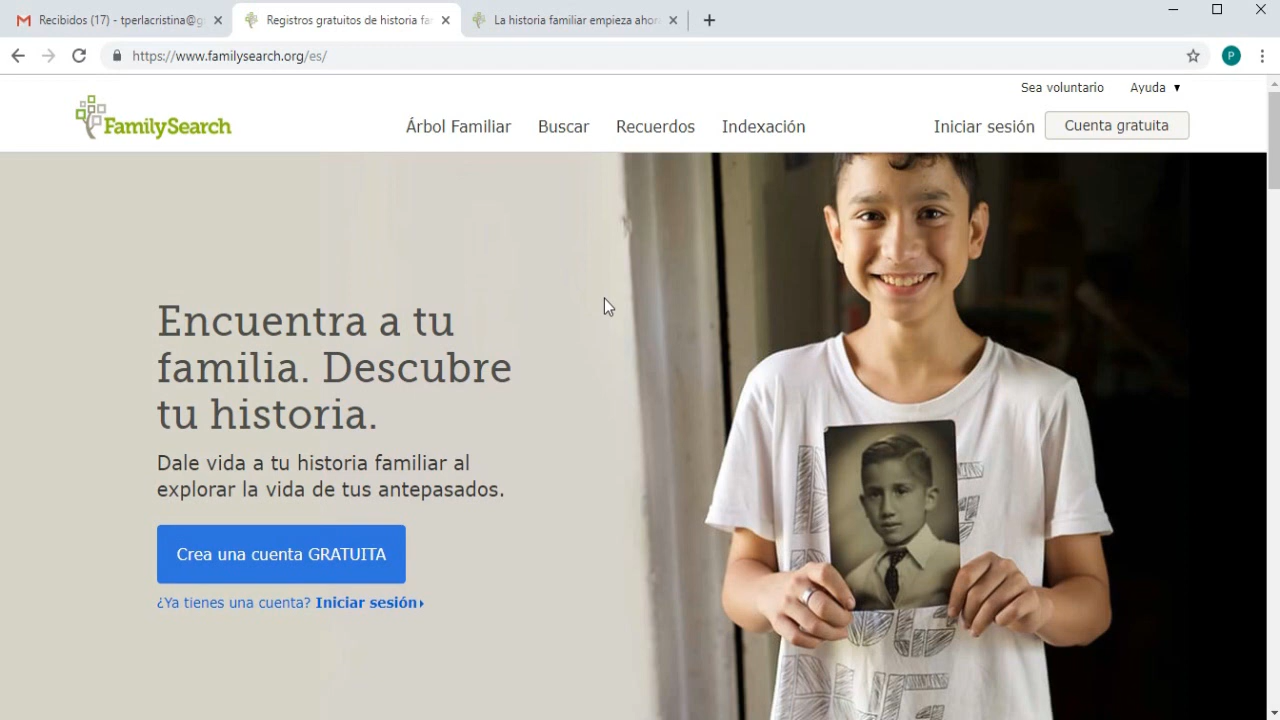 Recibidos (17) - tperlacristina@g
Registros gratuitos de historia fa
La historia familiar empieza ahor
https://www.familysearch.org/es/
P
Sea voluntario Ayuda ▼
FamilySearch
Árbol Familiar Buscar Recuerdos Indexación Iniciar sesión Cuenta gratuita
Encuentra a tu
familia. Descubre
tu historia.
Dale vida a tu historia familiar al
explorar la vida de tus antepasados.
Crea una cuenta GRATUITA
¿Ya tienes una cuenta? Iniciar sesión